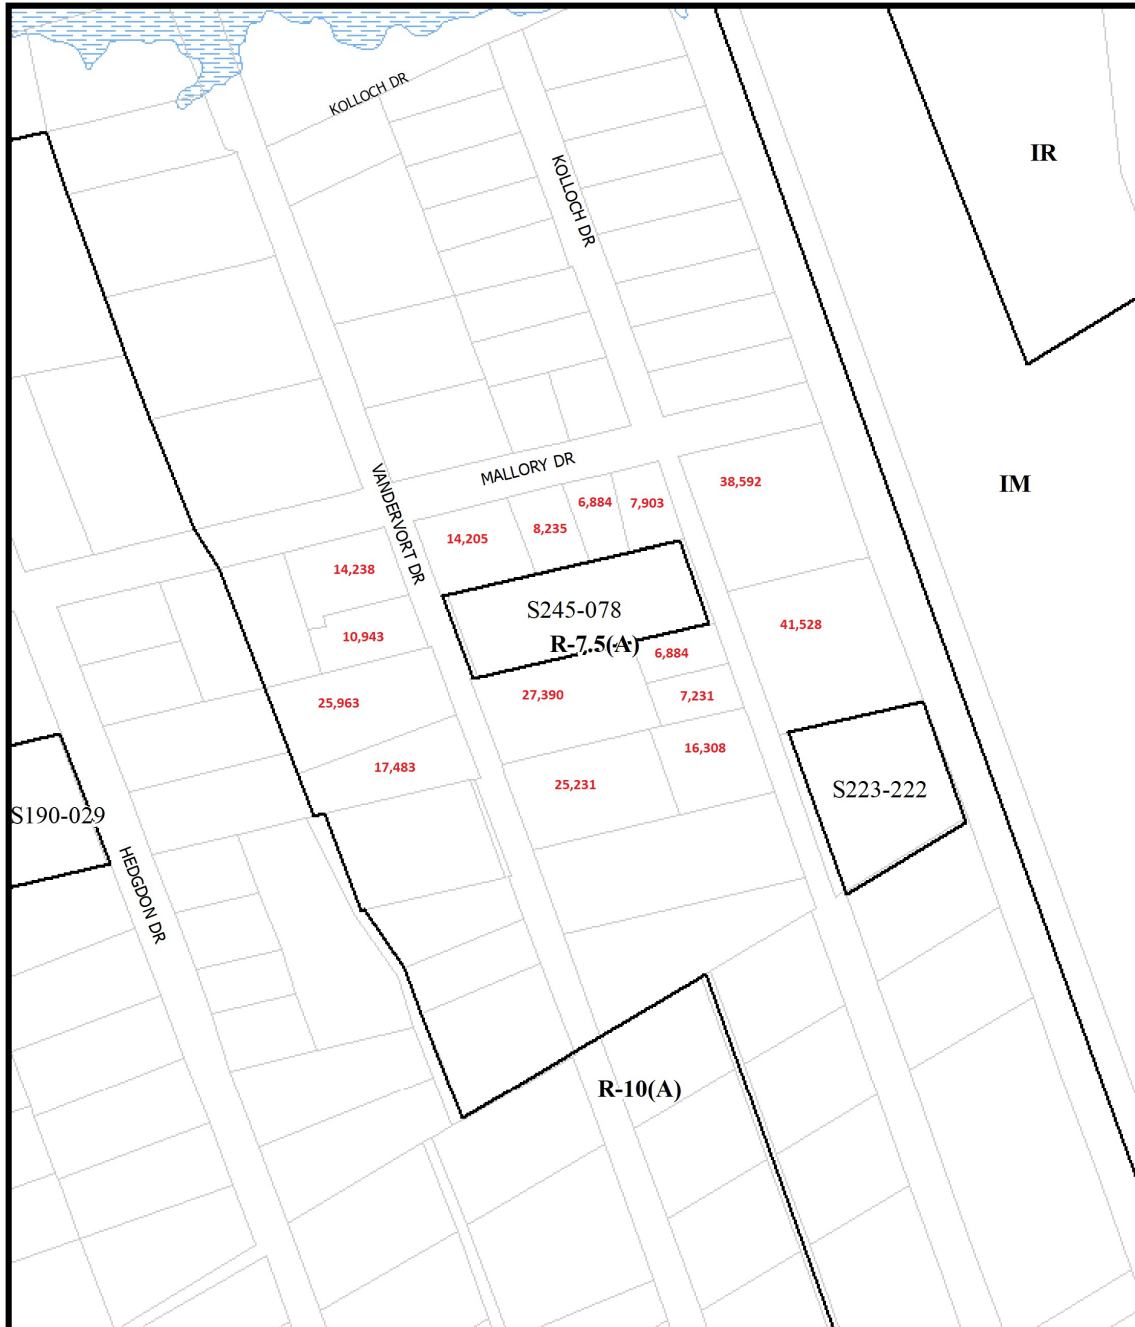 KOLLOCH DR
IR
KOLLOCH DR
MALLORY DR
VANDERVORT DR
38,592
IM
6,884
7,903
8,235
14,205
14,238
S245-078
R-7.5(A)
41,528
10,943
6,884
27,390
7,231
25,963
16,308
17,483
25,231
S223-222
S190-029
HEDGDON DR
R-10(A)